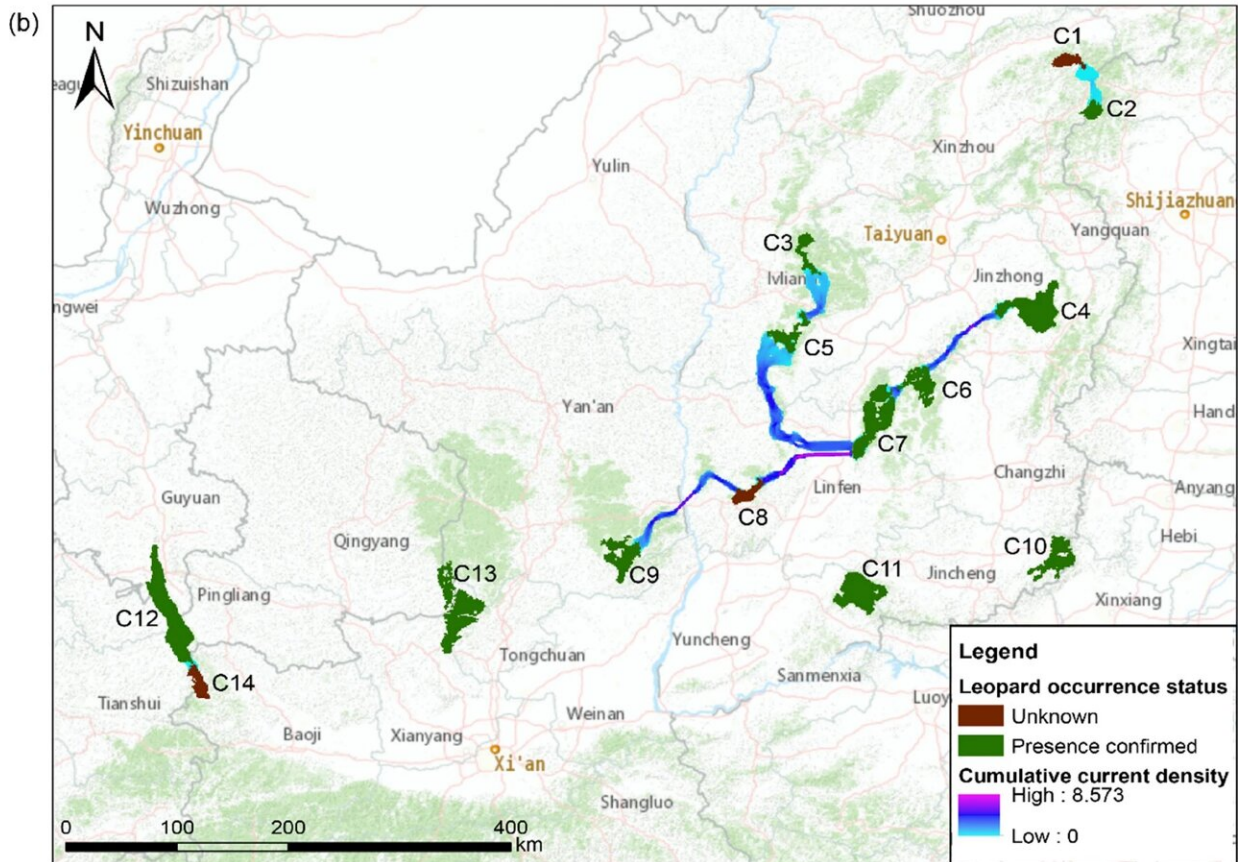 (b)
N
Shuozhou
C1
Shizuishan
Yinchuan
C2
Yulin
Xinzhou
Wuzhong
Shijiazhuan
C3
Taiyuan
Yangquan
Jinzhong
C4
ngwei
C5
Xingtai
C6
Yan'an
Hand
C7
Changzhi
Linfen
Guyuan
C8
Anyang
Qingyang
Hebi
C10
C9
C13
C11
Jincheng
Pingliang
Xinxiang
C12
Yuncheng
Tongchuan
Sanmenxia
C14
Tianshui
Luoy
Weinan
Baoji
Xianyang
Xi'an
Shangluo
Legend
Leopard occurrence status
Unknown
Presence confirmed
Cumulative current density
High : 8.573
Low : 0
0 100 200 400
km